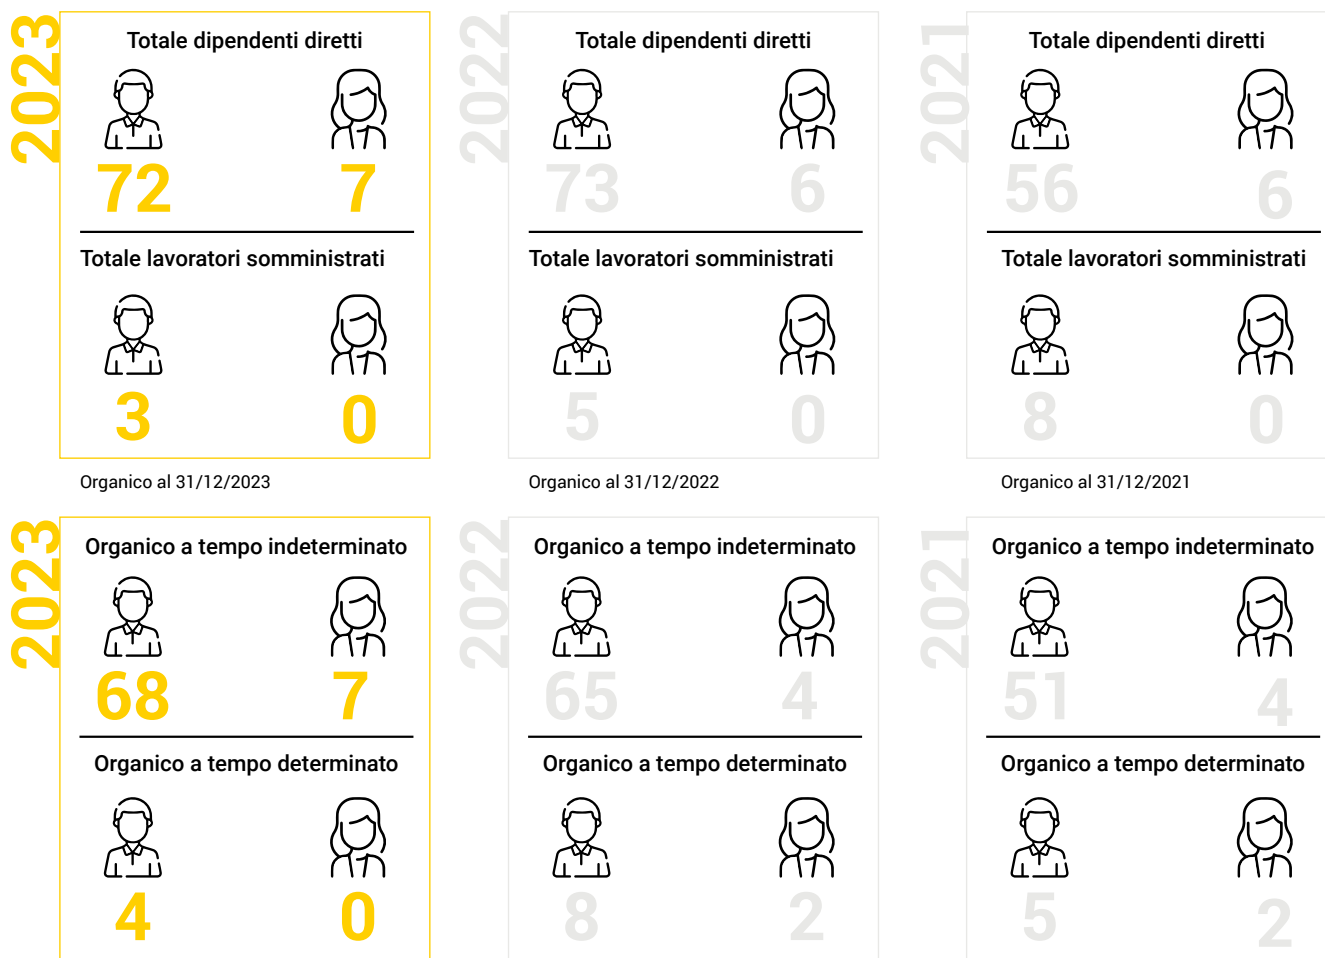 2023
Totale dipendenti diretti
72 7
Totale lavoratori somministrati
3 0
Organico al 31/12/2023
2022
Totale dipendenti diretti
73 6
Totale lavoratori somministrati
5 0
Organico al 31/12/2022
2021
Totale dipendenti diretti
56 6
Totale lavoratori somministrati
8 0
Organico al 31/12/2021
2023
Organico a tempo indeterminato
68 7
Organico a tempo determinato
4 0
2022
Organico a tempo indeterminato
65 4
Organico a tempo determinato
8 2
2021
Organico a tempo indeterminato
51 4
Organico a tempo determinato
5 2